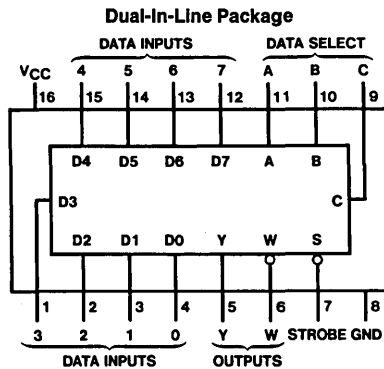 Dual-In-Line Package
DATA INPUTS DATA SELECT
VCC 4 5 6 7 A B C
16 15 14 13 12 11 10 9
D4 D5 D6 D7 A B
D3 C
D2 D1 D0 Y W S
1 2 3 4 5 6 7 8
3 2 1 0 Y W STROBE GND
DATA INPUTS OUTPUTS